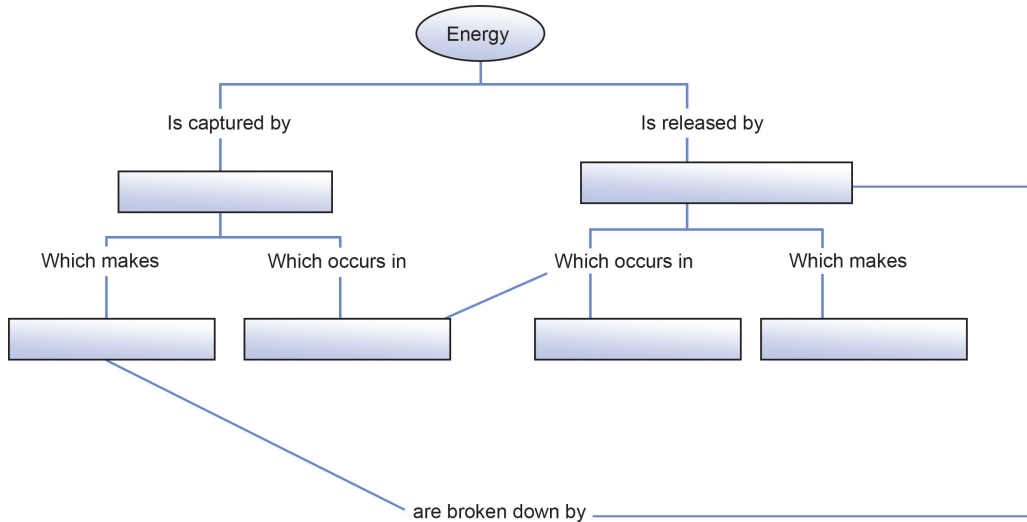 Energy
Is captured by
Is released by
Which makes
Which occurs in
Which occurs in
Which makes
are broken down by